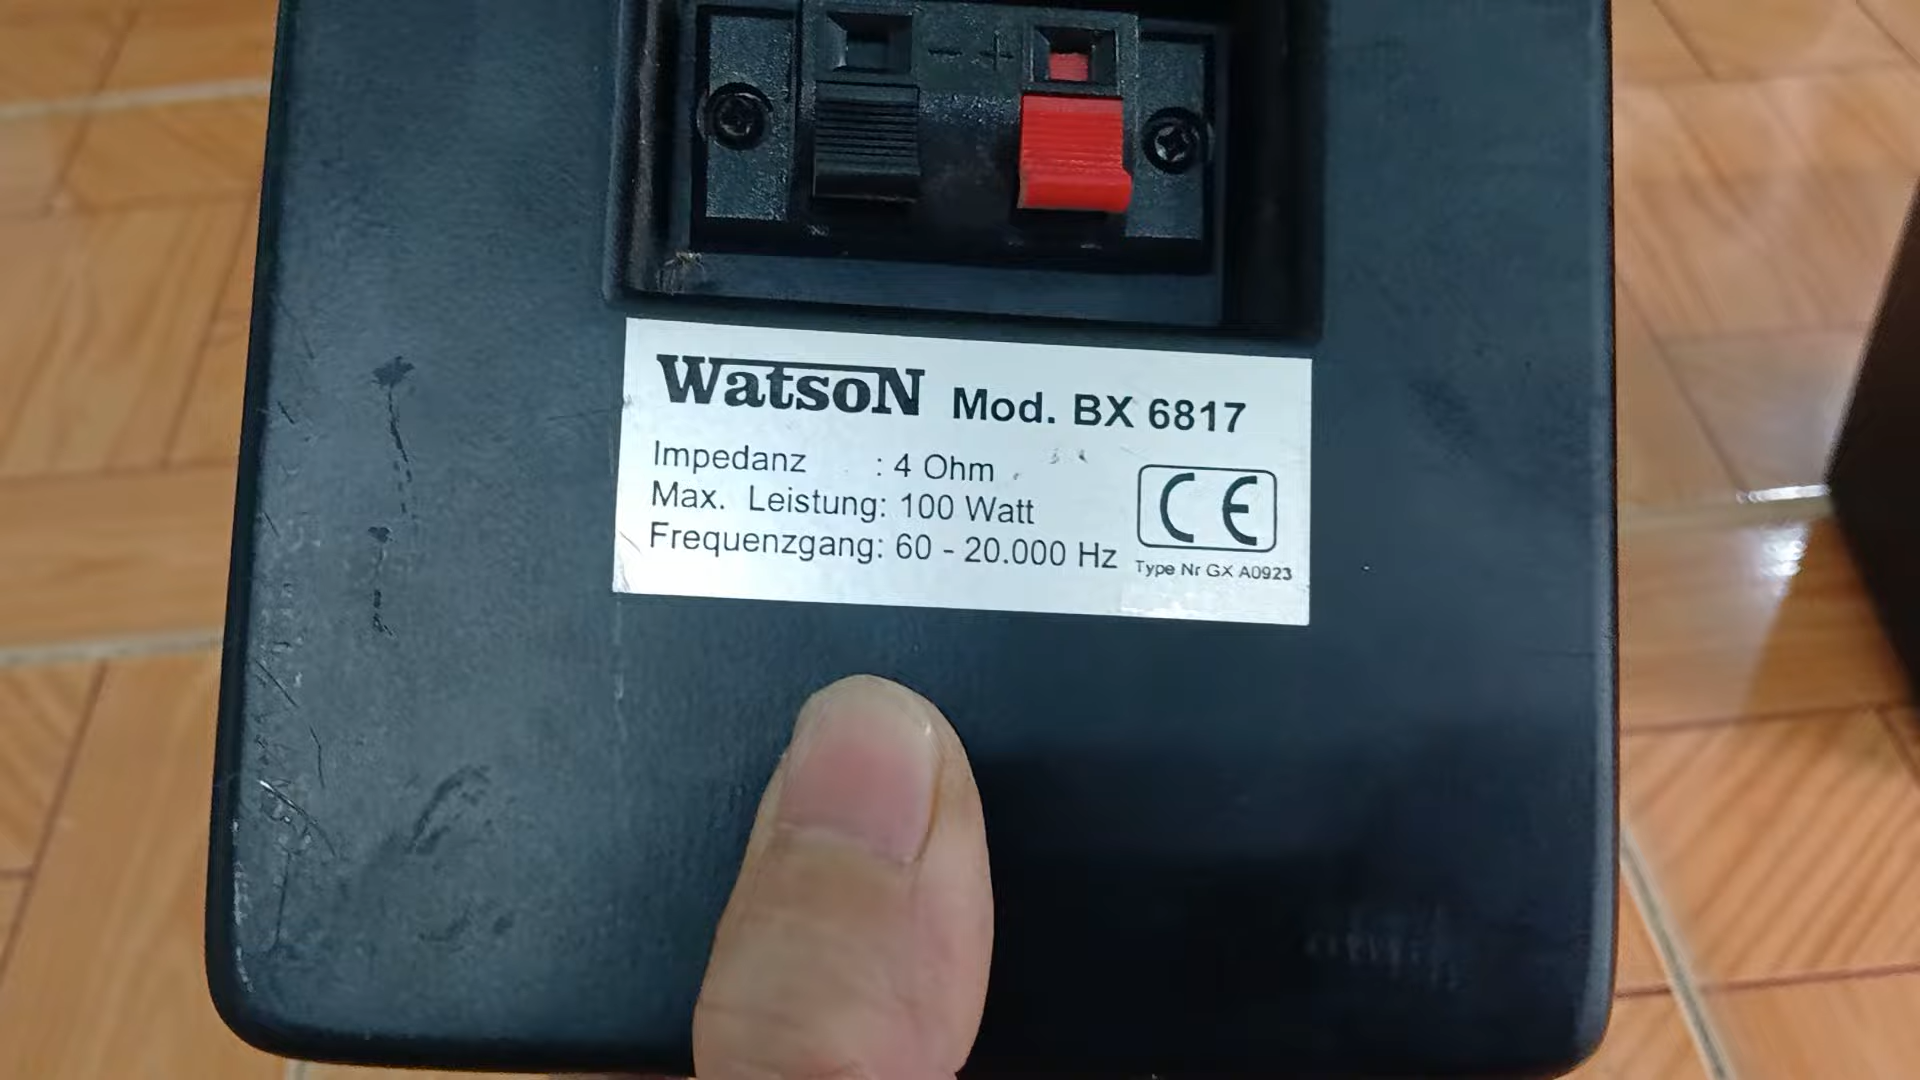 - +
WatsoN Mod. BX 6817
Impedanz : 4 Ohm
Max. Leistung: 100 Watt
Frequenzgang: 60 - 20.000 Hz
CE
Type Nr GX A0923